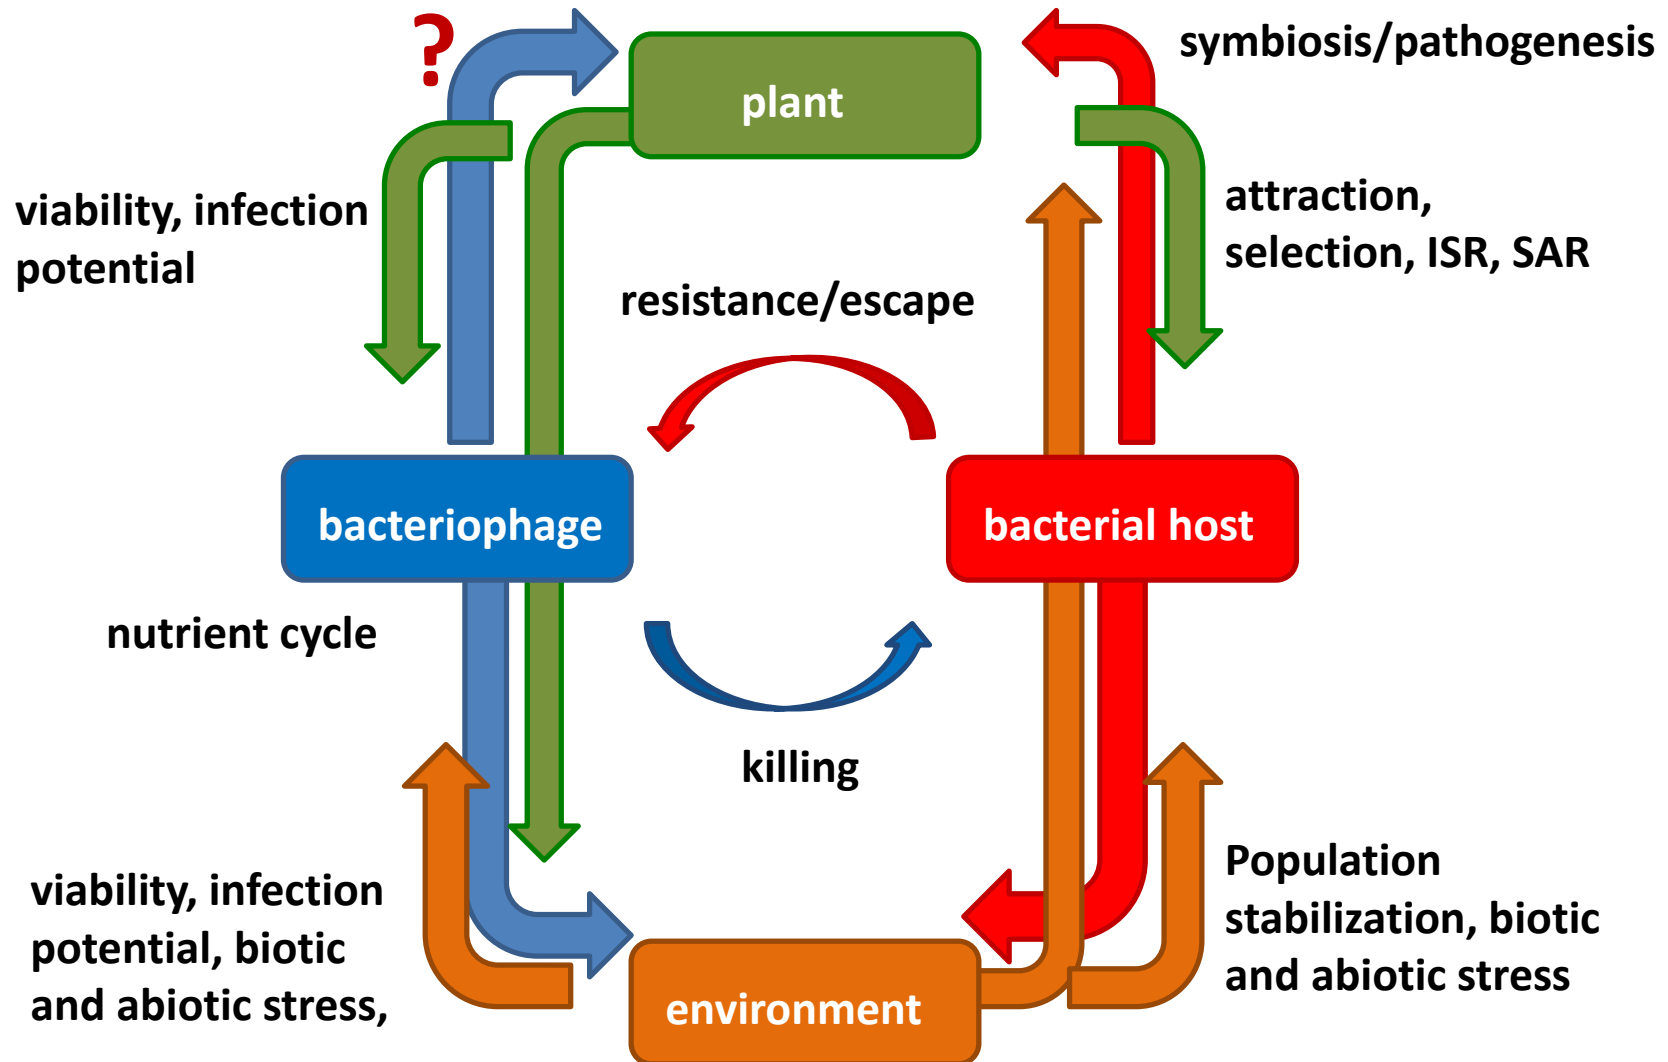 ?
symbiosis/pathogenesis
plant
viability, infection
potential
attraction,
selection, ISR, SAR
resistance/escape
bacteriophage
bacterial host
nutrient cycle
killing
viability, infection
potential, biotic
and abiotic stress,
Population
stabilization, biotic
and abiotic stress
environment